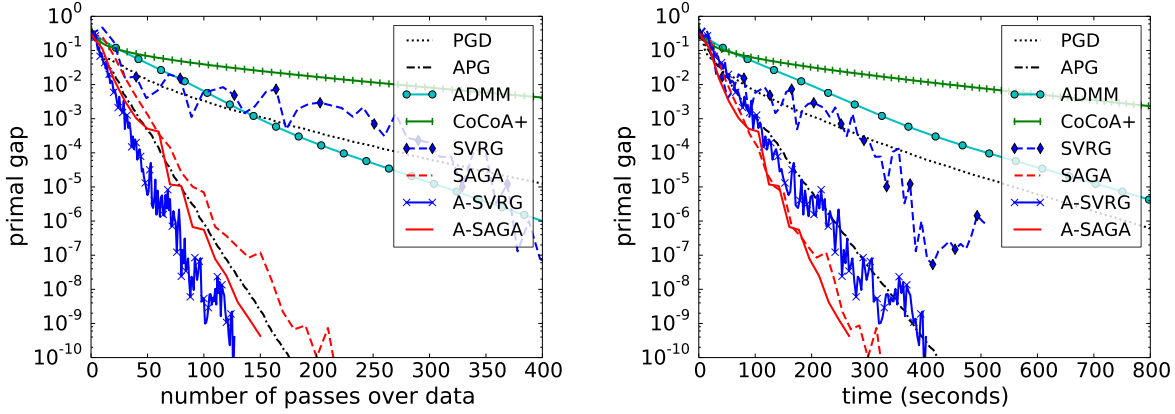 primal gap
10^0
10^-1
10^-2
10^-3
10^-4
10^-5
10^-6
10^-7
10^-8
10^-9
10^-10
0 50 100 150 200 250 300 350 400
number of passes over data
PGD
APG
ADMM
CoCoA+
SVRG
SAGA
A-SVRG
A-SAGA
primal gap
10^0
10^-1
10^-2
10^-3
10^-4
10^-5
10^-6
10^-7
10^-8
10^-9
10^-10
0 100 200 300 400 500 600 700 800
time (seconds)
PGD
APG
ADMM
CoCoA+
SVRG
SAGA
A-SVRG
A-SAGA